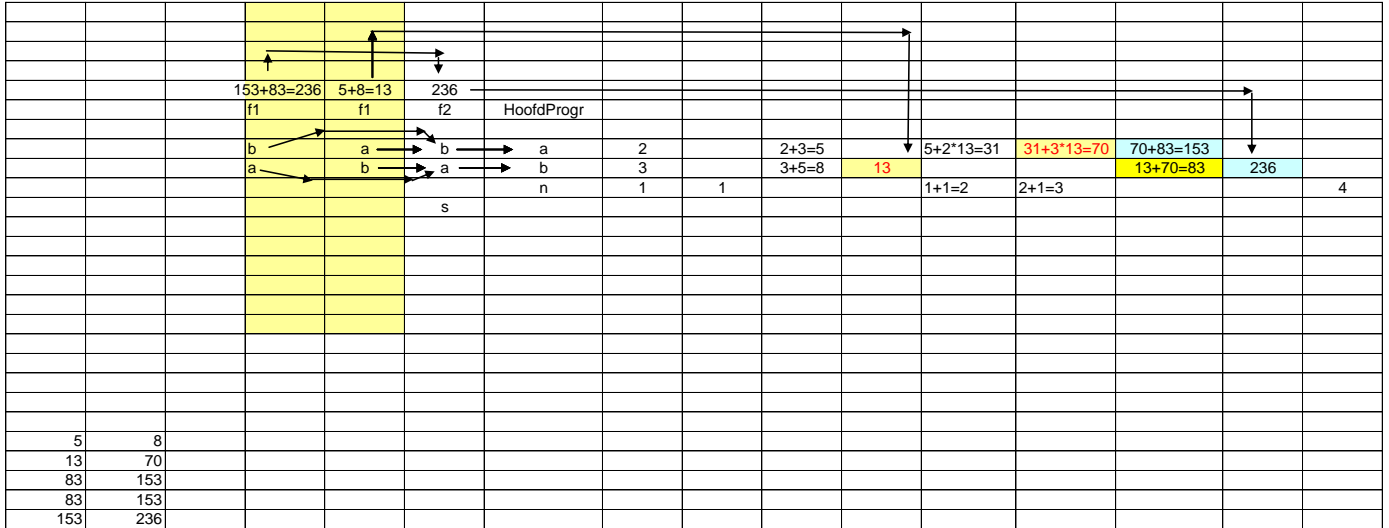 153+83=236 5+8=13 236
f1 f1 f2 HoofdProgr
b a b a 2 2+3=5 5+2*13=31 31+3*13=70 70+83=153
a b a b 3 3+5=8 13 13+70=83 236
n 1 1 1+1=2 2+1=3 4
s
5 8
13 70
83 153
83 153
153 236